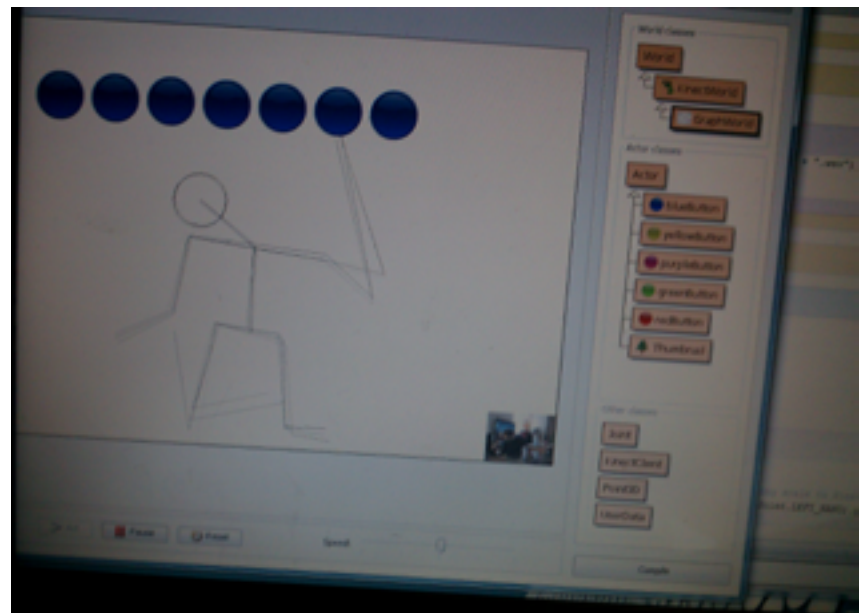 World classes
World
KinectWorld
GraphWorld
Actor classes
Actor
blueButton
yellowButton
purpleButton
greenButton
redButton
Thumbnail
Other classes
Joint
KinectClient
Point3D
UserData
Pause
Reset
Speed:
Compile